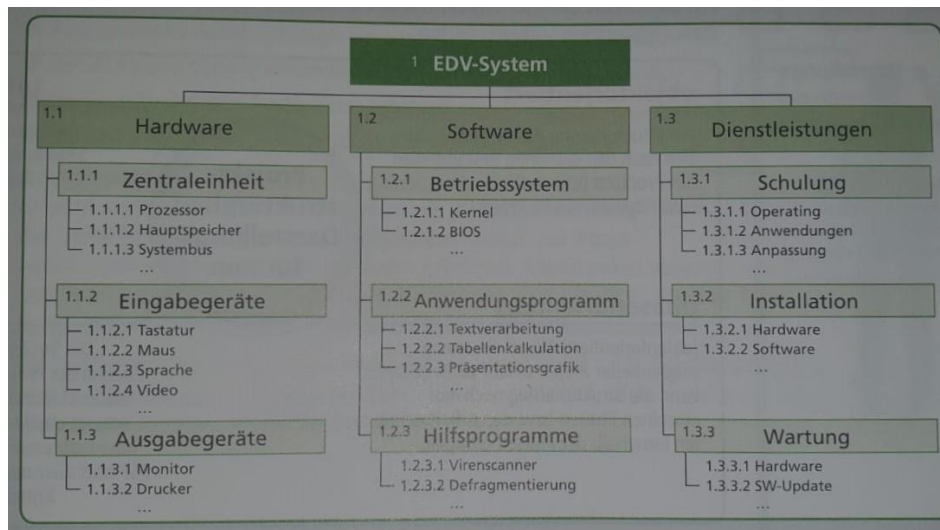 1 EDV-System
1.1 Hardware
1.1.1 Zentraleinheit
1.1.1.1 Prozessor
1.1.1.2 Hauptspeicher
1.1.1.3 Systembus
...
1.1.2 Eingabegeräte
1.1.2.1 Tastatur
1.1.2.2 Maus
1.1.2.3 Sprache
1.1.2.4 Video
...
1.1.3 Ausgabegeräte
1.1.3.1 Monitor
1.1.3.2 Drucker
...
1.2 Software
1.2.1 Betriebssystem
1.2.1.1 Kernel
1.2.1.2 BIOS
...
1.2.2 Anwendungsprogramm
1.2.2.1 Textverarbeitung
1.2.2.2 Tabellenkalkulation
1.2.2.3 Präsentationsgrafik
...
1.2.3 Hilfsprogramme
1.2.3.1 Virenscanner
1.2.3.2 Defragmentierung
...
1.3 Dienstleistungen
1.3.1 Schulung
1.3.1.1 Operating
1.3.1.2 Anwendungen
1.3.1.3 Anpassung
...
1.3.2 Installation
1.3.2.1 Hardware
1.3.2.2 Software
...
1.3.3 Wartung
1.3.3.1 Hardware
1.3.3.2 SW-Update
...